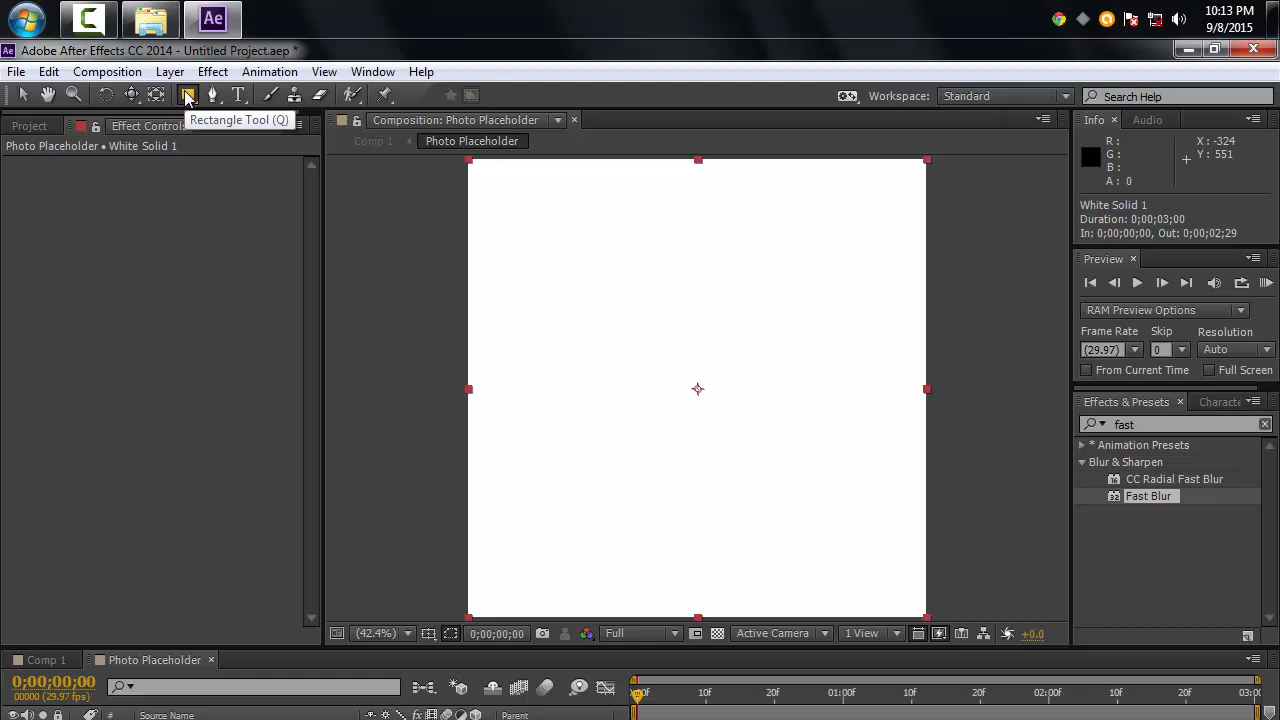 10:13 PM
9/8/2015
Ae
Ae Adobe After Effects CC 2014 - Untitled Project.aep *
File Edit Composition Layer Effect Animation View Window Help
T
Workspace: Standard
Search Help
Rectangle Tool (Q)
Project
Effect Controls
Composition: Photo Placeholder
Info
Audio
Photo Placeholder • White Solid 1
Comp 1
Photo Placeholder
R :
G :
B :
A : 0
X : -324
Y : 551
White Solid 1
Duration: 0;00;03;00
In: 0;00;00;00, Out: 0;00;02;29
Preview
RAM Preview Options
Frame Rate Skip Resolution
(29.97) 0 Auto
From Current Time Full Screen
Effects & Presets
Characte
fast
* Animation Presets
Blur & Sharpen
16 CC Radial Fast Blur
32 Fast Blur
(42.4%) 0;00;00;00 Full Active Camera 1 View +0.0
Comp 1
Photo Placeholder
0;00;00;00
00000 (29.97 fps)
0f 10f 20f 01:00f 10f 20f 02:00f 10f 20f 03:0
# Source Name fx Parent